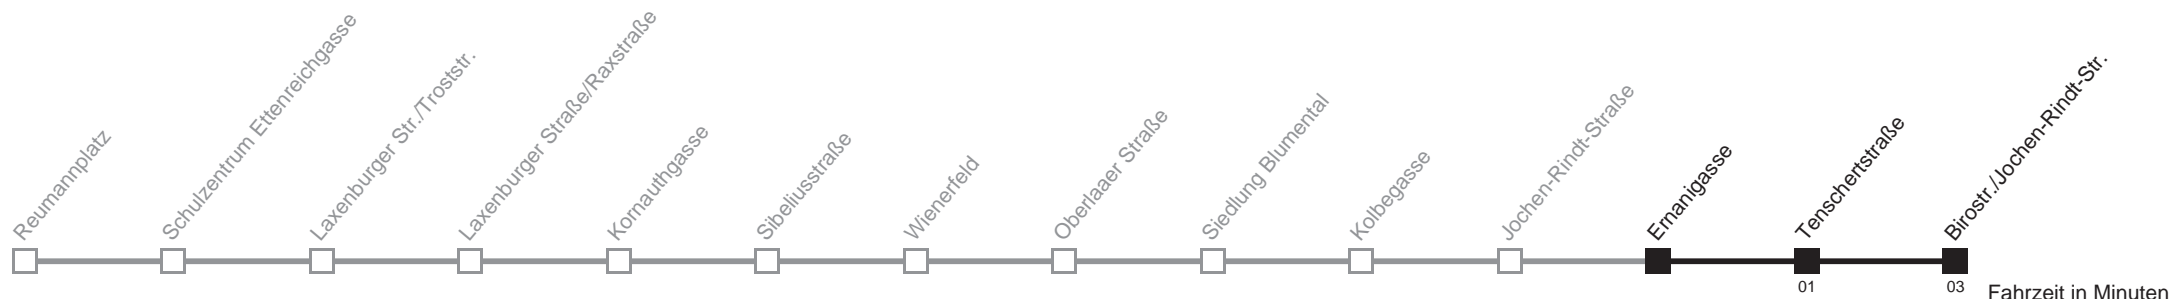 Reumannplatz
Schulzentrum Ettenreichgasse
Laxenburger Str./Troststr.
Laxenburger Straße/Raxstraße
Kornauthgasse
Sibeliusstraße
Wienerfeld
Oberlaaer Straße
Siedlung Blumental
Kolbegasse
Jochen-Rindt-Straße
Ernanigasse
Tenschertstraße
Birostr./Jochen-Rindt-Str.
01
03
Fahrzeit in Minuten